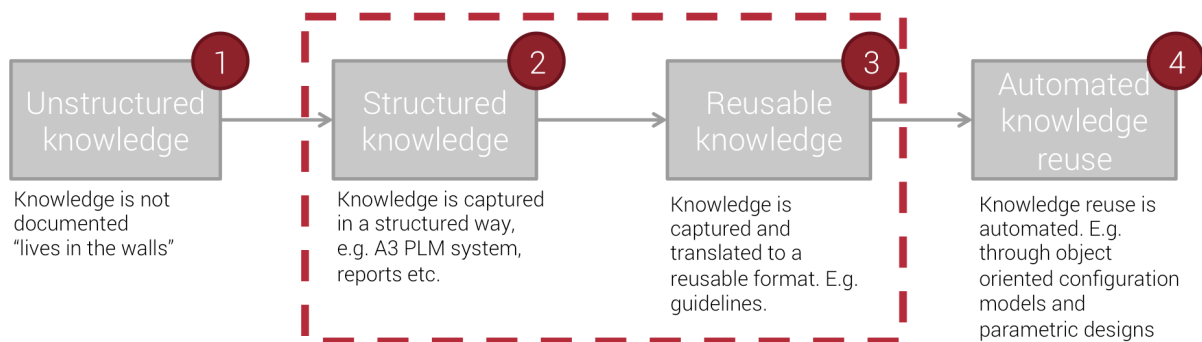 1
Unstructured
knowledge
Knowledge is not
documented
“lives in the walls”
2
Structured
knowledge
Knowledge is captured
in a structured way,
e.g. A3 PLM system,
reports etc.
3
Reusable
knowledge
Knowledge is
captured and
translated to a
reusable format. E.g.
guidelines.
4
Automated
knowledge
reuse
Knowledge reuse is
automated. E.g.
through object
oriented configuration
models and
parametric designs